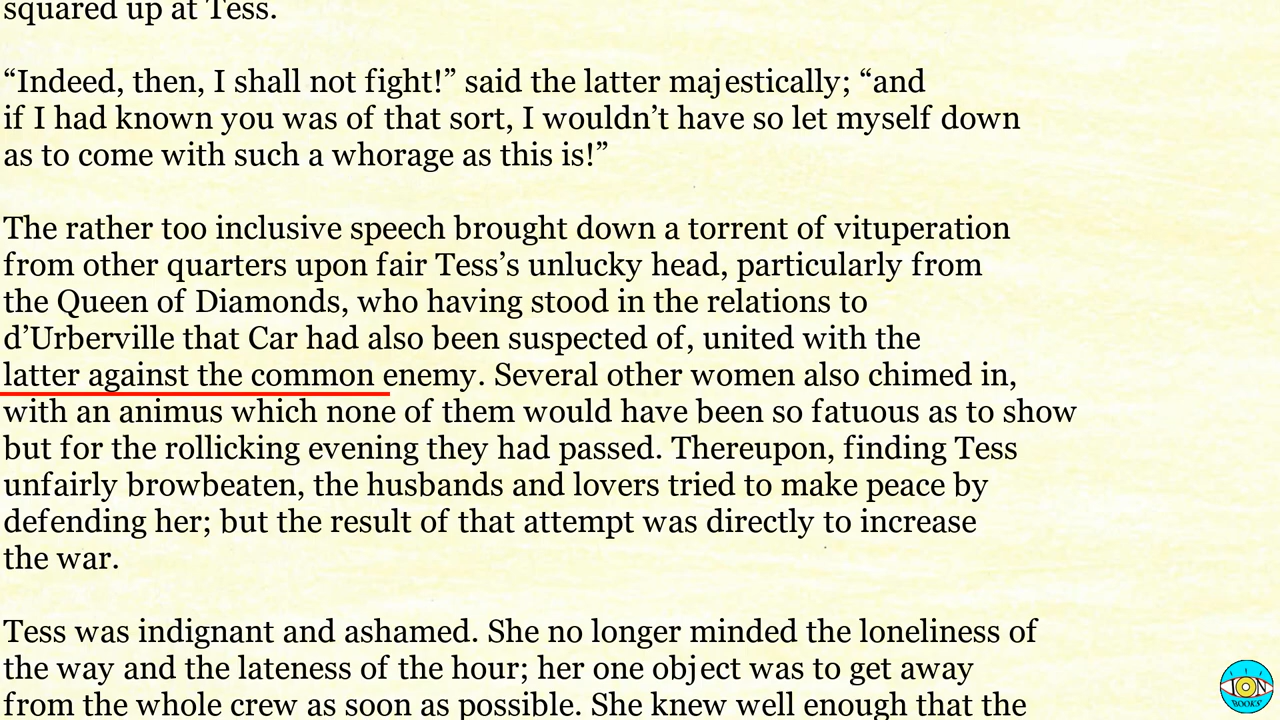 squared up at Tess.
“Indeed, then, I shall not fight!” said the latter majestically; “and
if I had known you was of that sort, I wouldn’t have so let myself down
as to come with such a whorage as this is!”
The rather too inclusive speech brought down a torrent of vituperation
from other quarters upon fair Tess’s unlucky head, particularly from
the Queen of Diamonds, who having stood in the relations to
d’Urberville that Car had also been suspected of, united with the
latter against the common enemy. Several other women also chimed in,
with an animus which none of them would have been so fatuous as to show
but for the rollicking evening they had passed. Thereupon, finding Tess
unfairly browbeaten, the husbands and lovers tried to make peace by
defending her; but the result of that attempt was directly to increase
the war.
Tess was indignant and ashamed. She no longer minded the loneliness of
the way and the lateness of the hour; her one object was to get away
from the whole crew as soon as possible. She knew well enough that the
ION
BOOKS